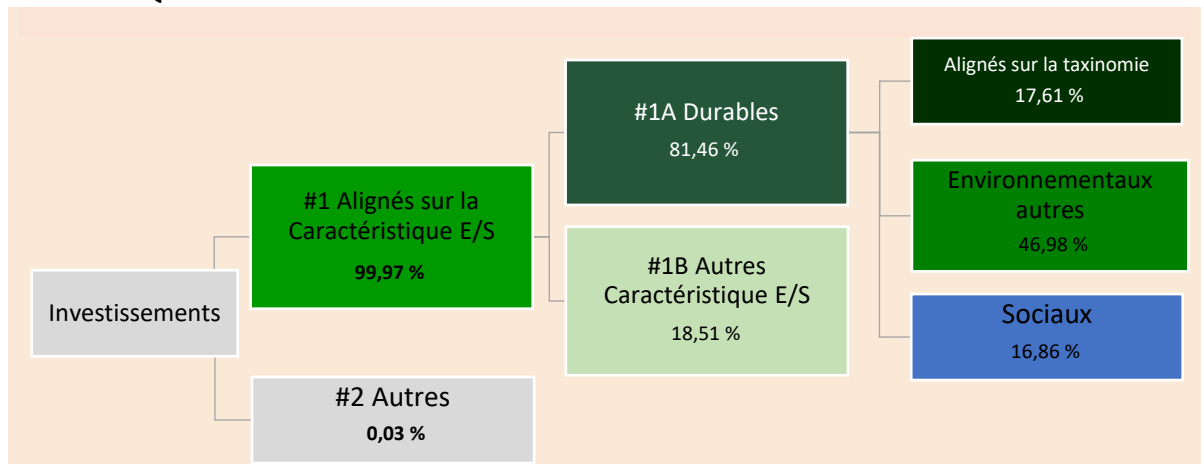 Investissements
#1 Alignés sur la
Caractéristique E/S
99,97 %
#2 Autres
0,03 %
#1A Durables
81,46 %
#1B Autres
Caractéristique E/S
18,51 %
Alignés sur la taxinomie
17,61 %
Environnementaux
autres
46,98 %
Sociaux
16,86 %